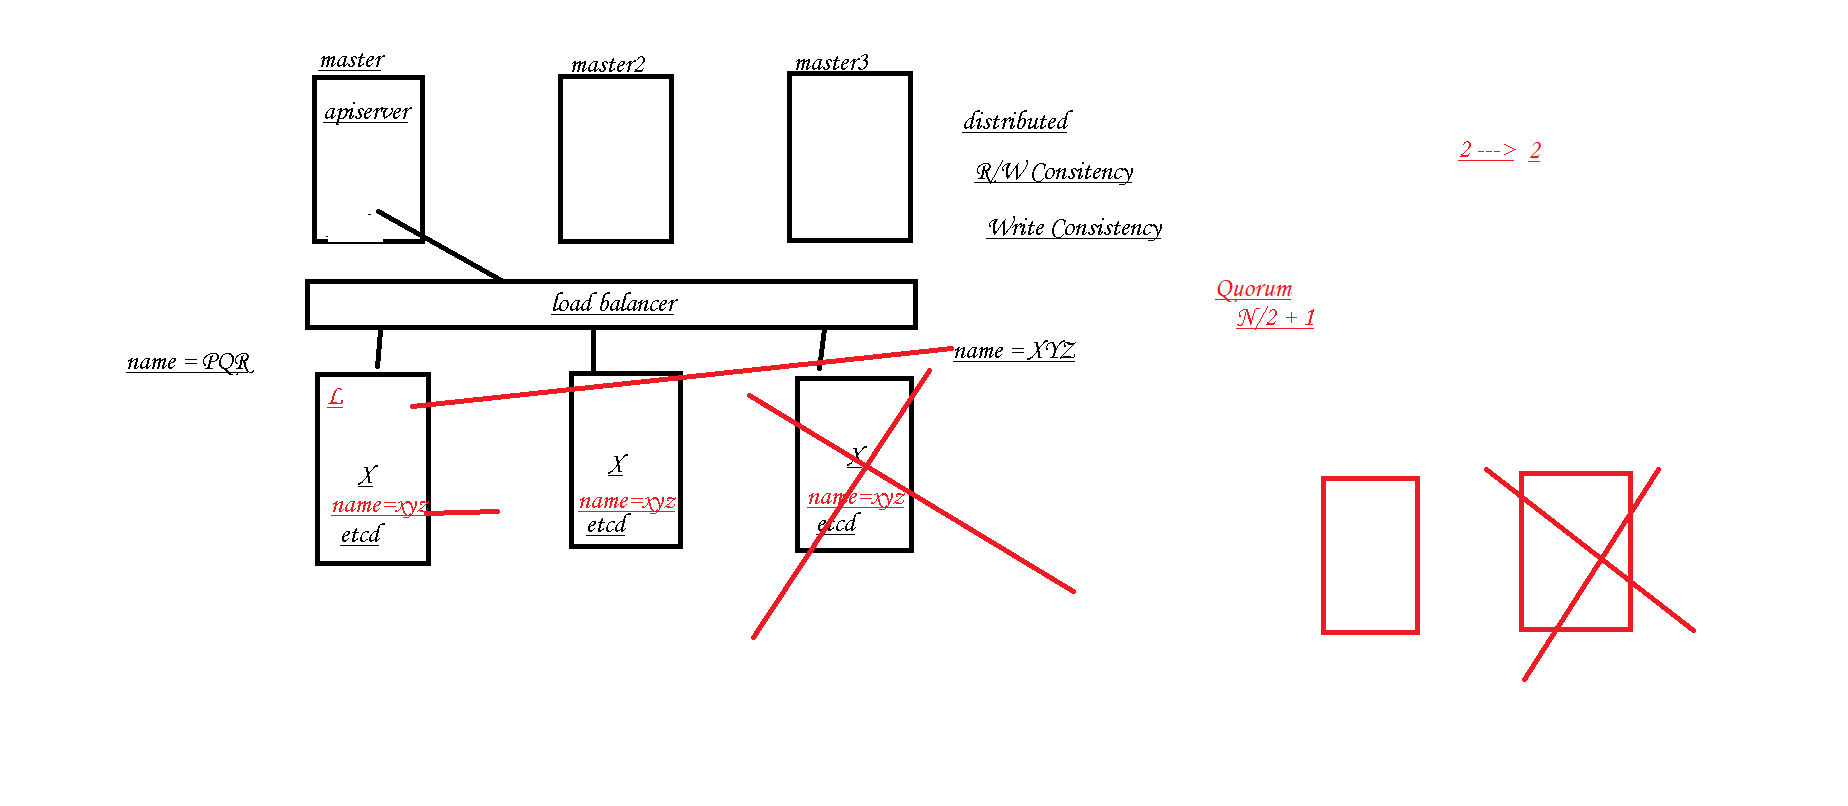 master
master2
master3
apiserver
distributed
R/W Consitency
Write Consistency
2 ---> 2
Quorum
N/2 + 1
load balancer
name = PQR
name = XYZ
L
X
name=xyz
etcd
X
name=xyz
etcd
X
name=xyz
etcd